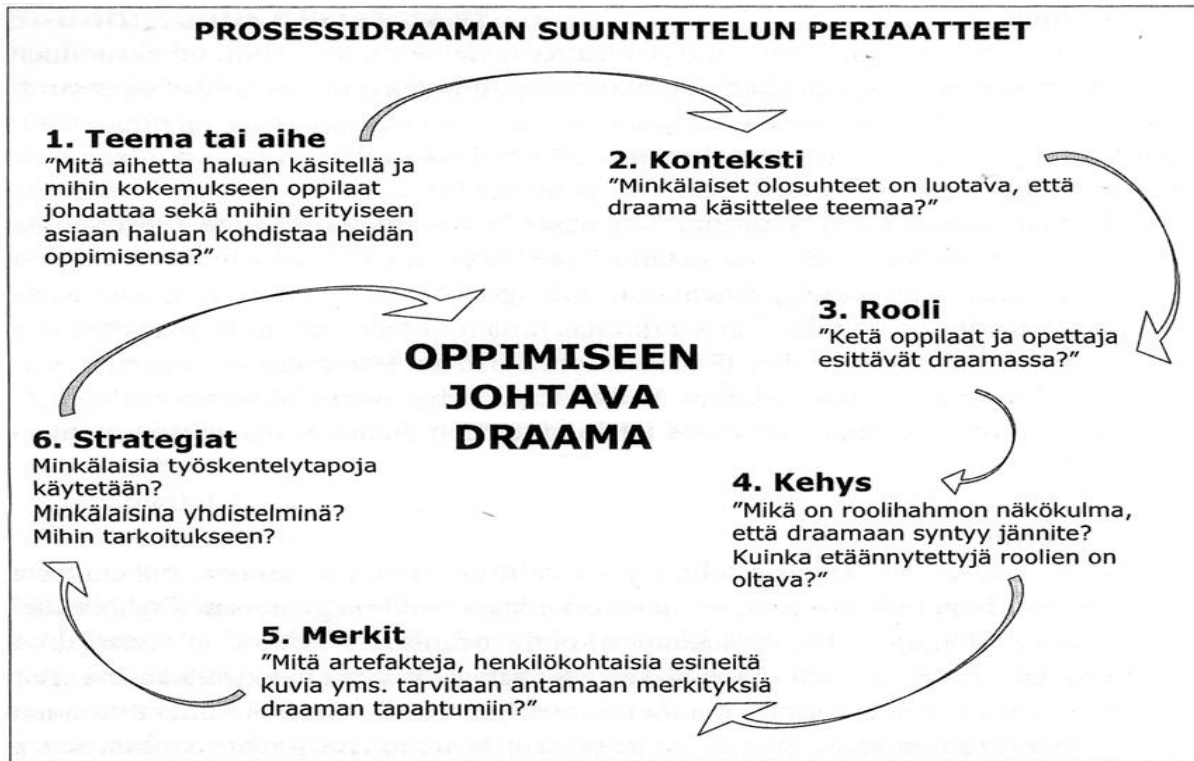 PROSESSIDRAAMAN SUUNNITTELUN PERIAATTEET
1. Teema tai aihe
"Mitä aihetta haluan käsitellä ja
mihin kokemukseen oppilaat
johdattaa sekä mihin erityiseen
asiaan haluan kohdistaa heidän
oppimisensa?"
2. Konteksti
"Minkälaiset olosuhteet on luotava, että
draama käsittelee teemaa?"
3. Rooli
"Ketä oppilaat ja opettaja
esittävät draamassa?"
OPPIMISEEN
JOHTAVA
DRAAMA
4. Kehys
"Mikä on roolihahmon näkökulma,
että draamaan syntyy jännite?
Kuinka etäännytettyjä roolien on
oltava?"
5. Merkit
"Mitä artefakteja, henkilökohtaisia esineitä
kuvia yms. tarvitaan antamaan merkityksiä
draaman tapahtumiin?"
6. Strategiat
Minkälaisia työskentelytapoja
käytetään?
Minkälaisina yhdistelminä?
Mihin tarkoitukseen?